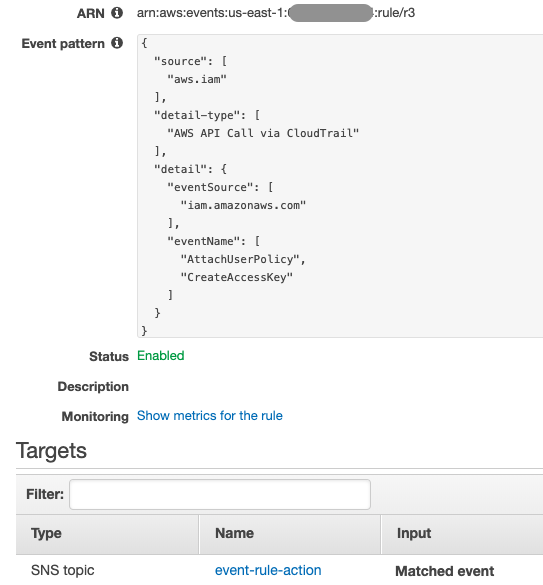 ARN arn:aws:events:us-east-1: :rule/r3
Event pattern {
"source": [
"aws.iam"
],
"detail-type": [
"AWS API Call via CloudTrail"
],
"detail": {
"eventSource": [
"iam.amazonaws.com"
],
"eventName": [
"AttachUserPolicy",
"CreateAccessKey"
]
}
}
Status Enabled
Description
Monitoring Show metrics for the rule
Targets
Filter:
Type Name Input
SNS topic event-rule-action Matched event